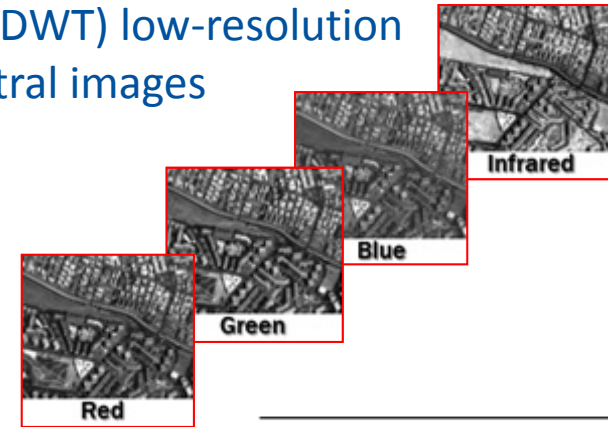 DWT) low-resolution
tral images
Infrared
Blue
Green
Red